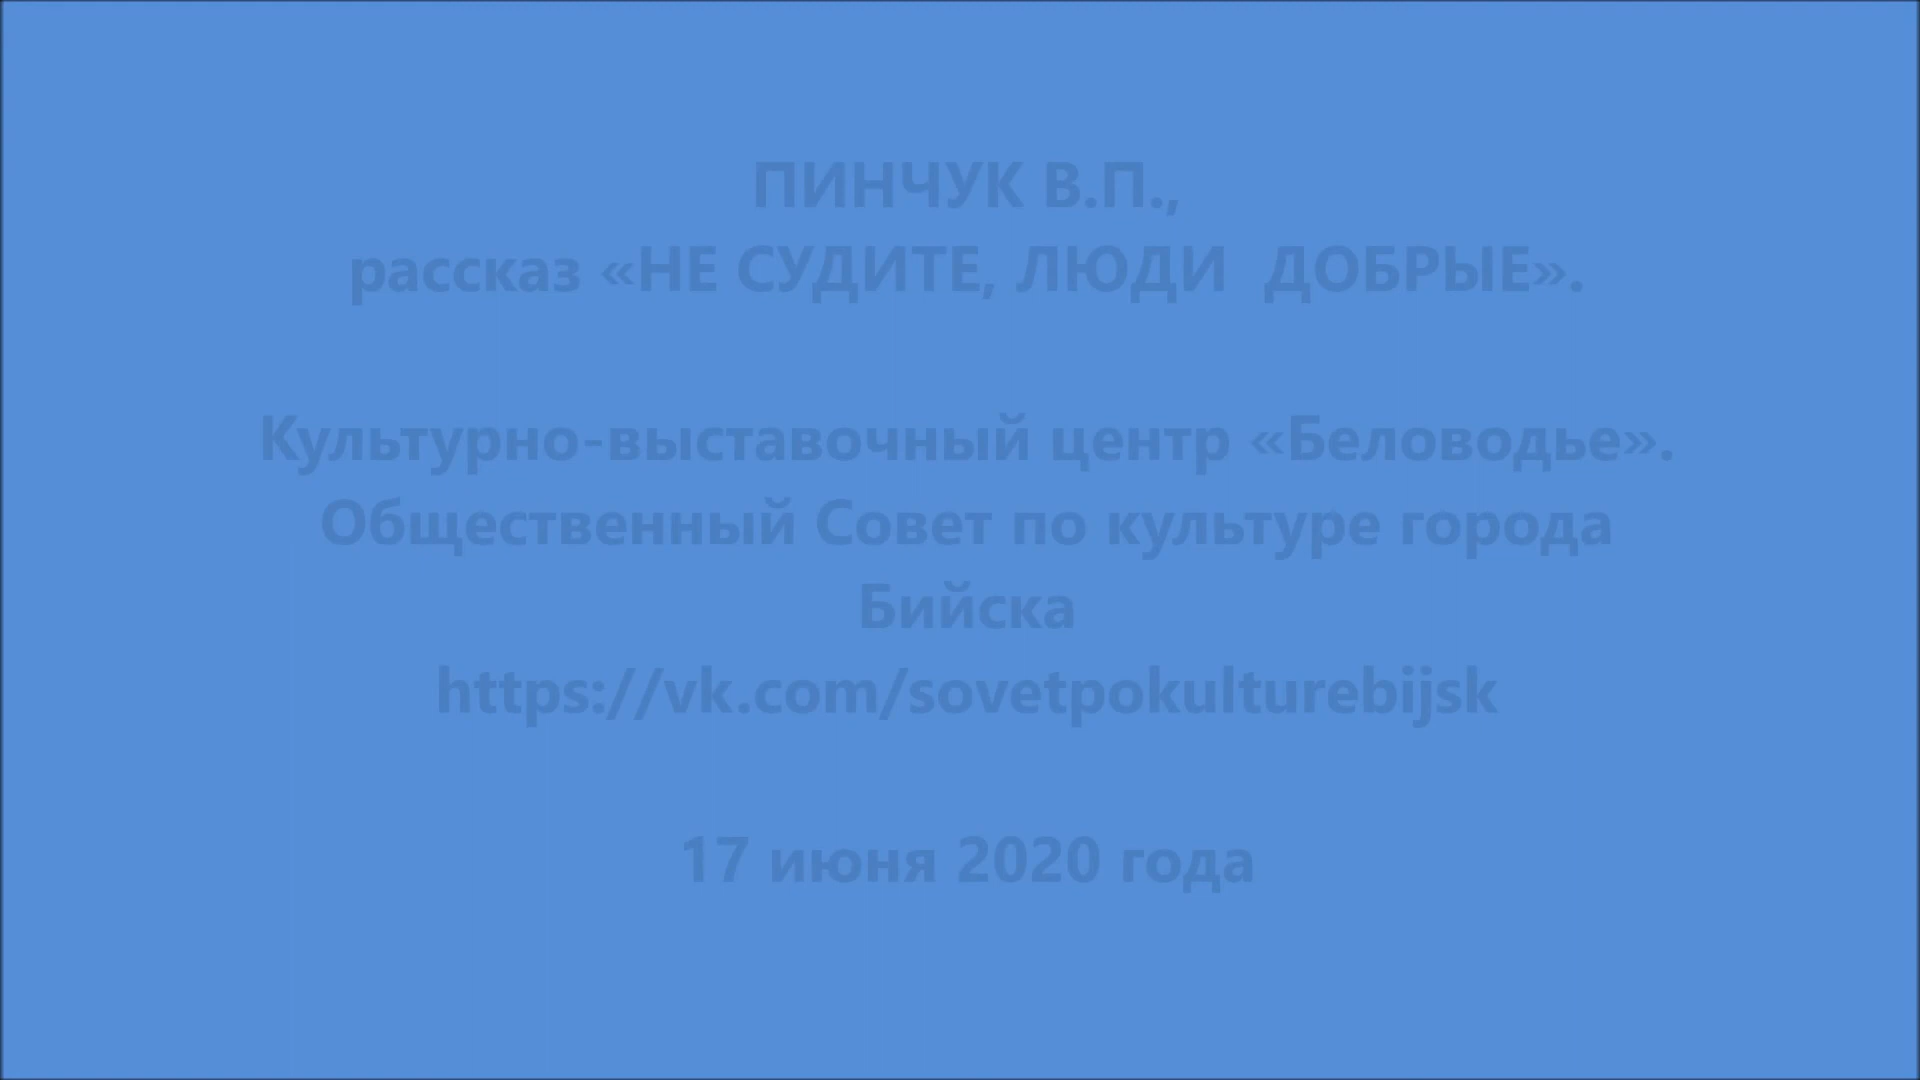 ПИНЧУК В.П.,
рассказ «НЕ СУДИТЕ, ЛЮДИ  ДОБРЫЕ».
Культурно-выставочный центр «Беловодье».
Общественный Совет по культуре города
Бийска
https://vk.com/sovetpokulturebijsk
17 июня 2020 года